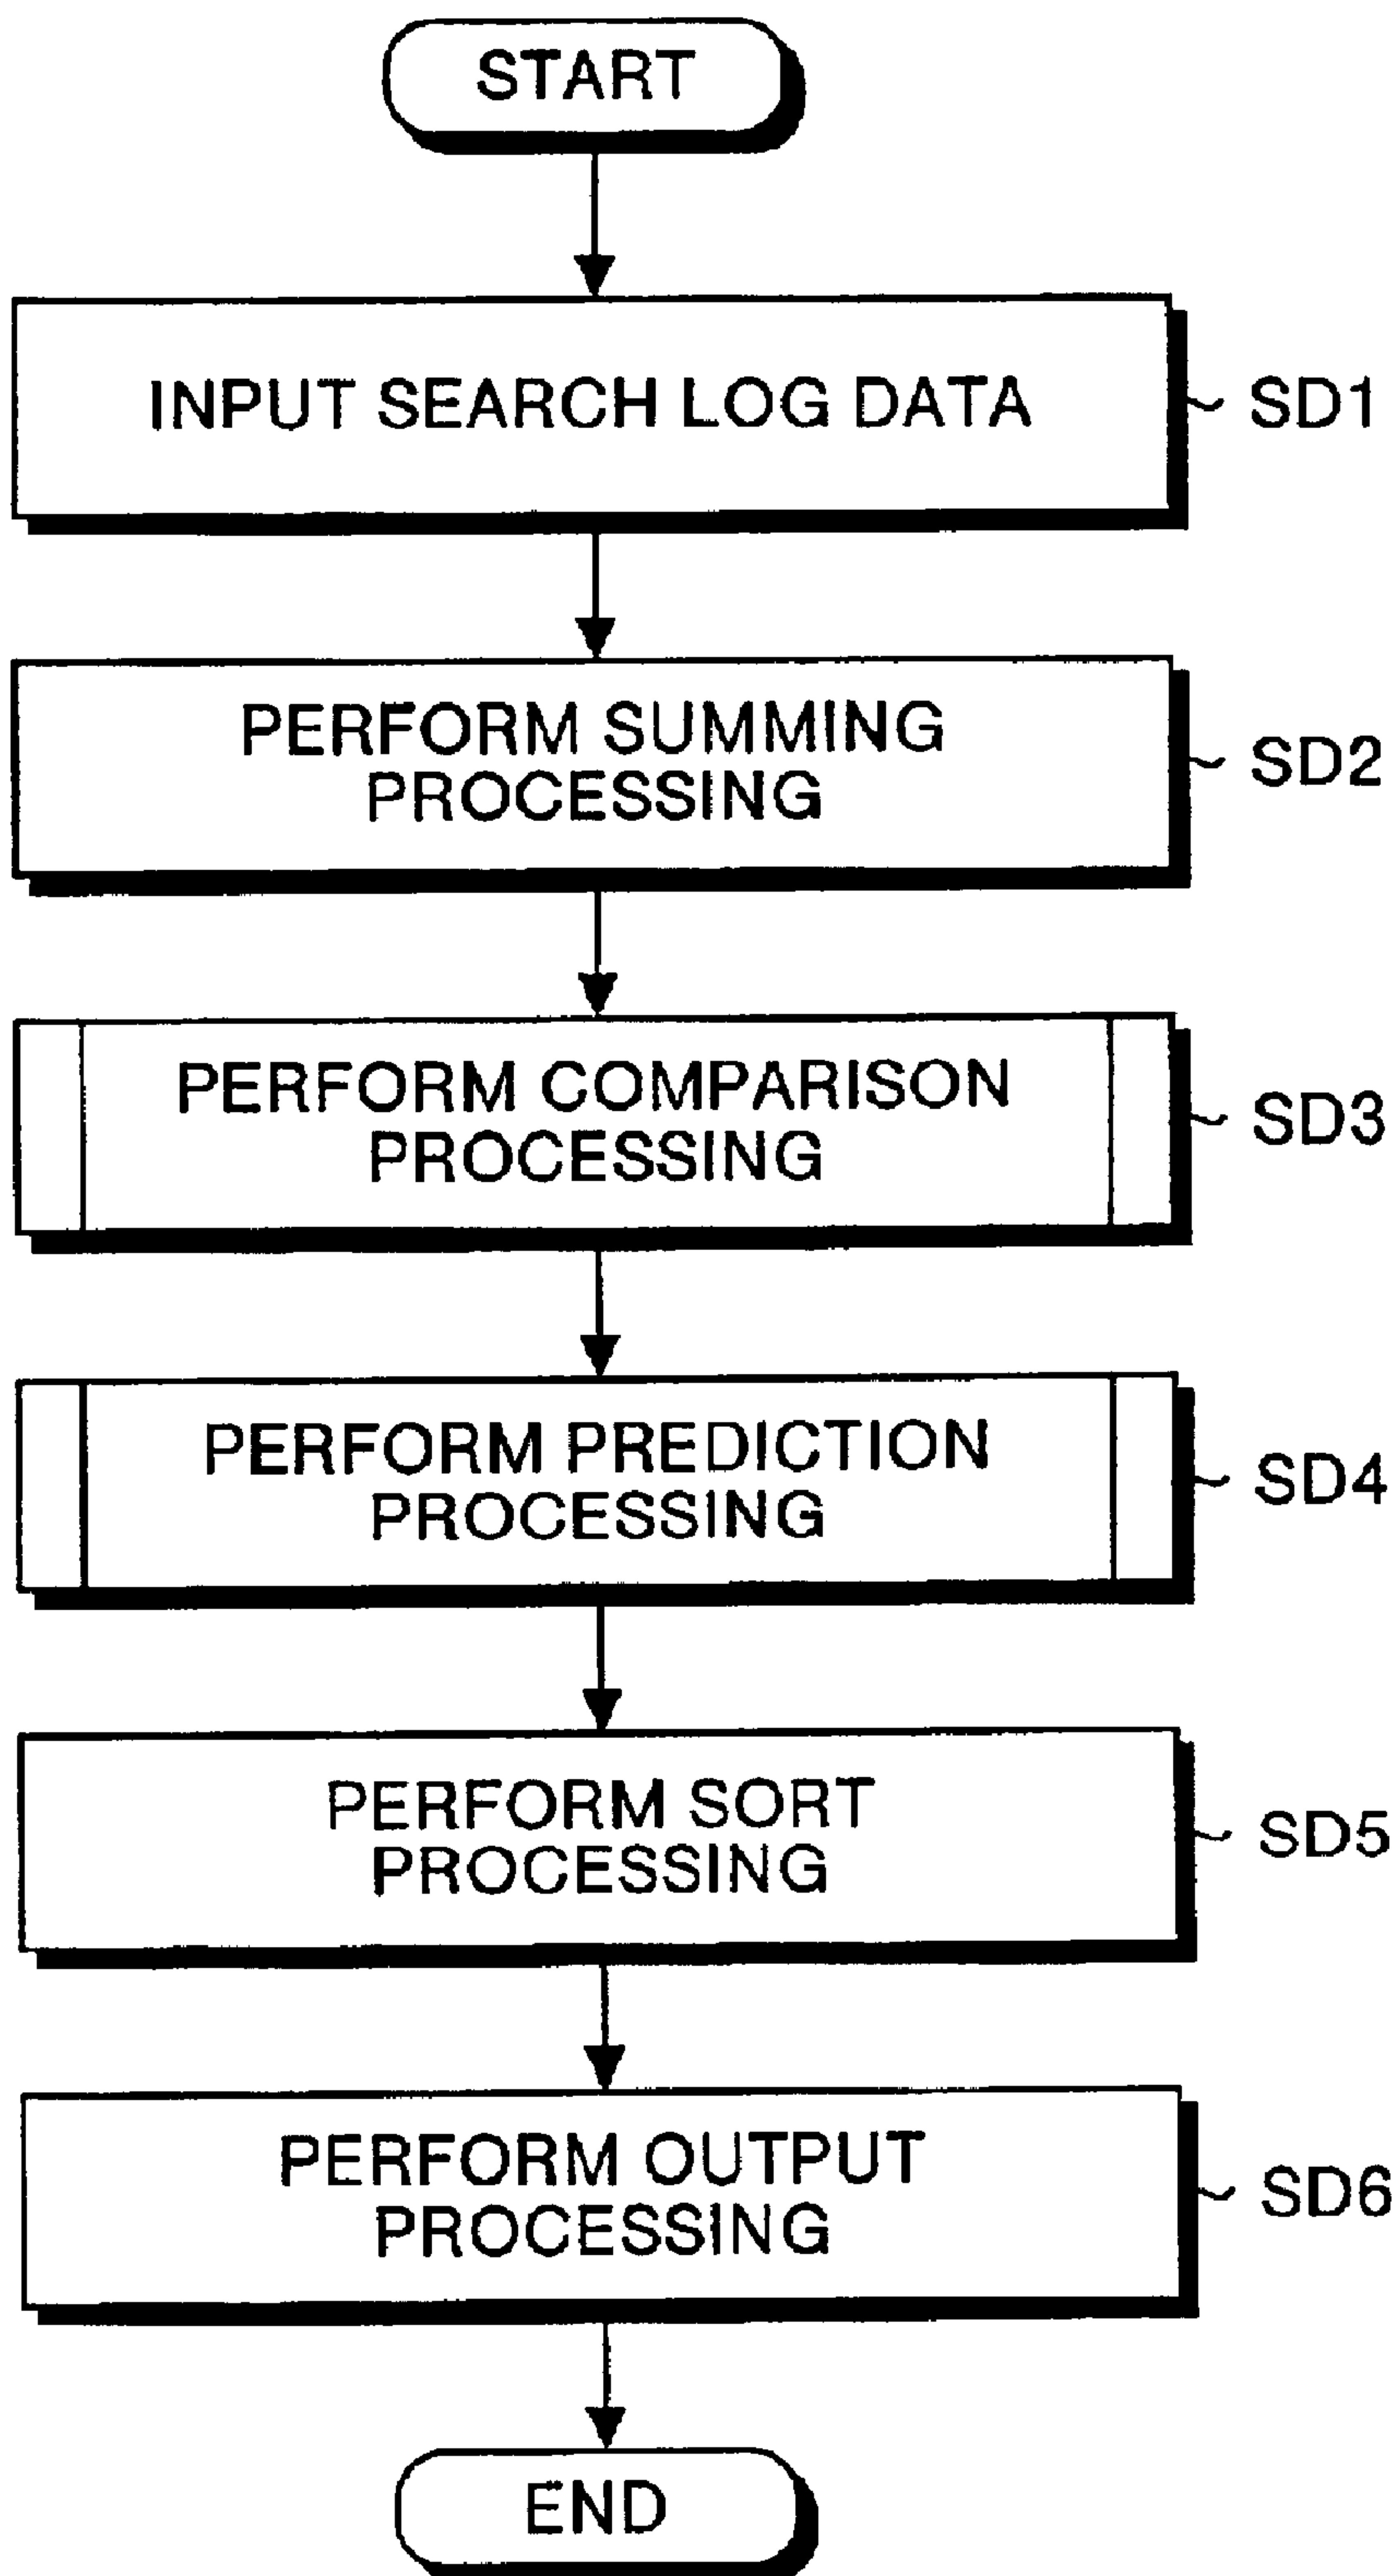 START
INPUT SEARCH LOG DATA
SD1
PERFORM SUMMING
PROCESSING
SD2
PERFORM COMPARISON
PROCESSING
SD3
PERFORM PREDICTION
PROCESSING
SD4
PERFORM SORT
PROCESSING
SD5
PERFORM OUTPUT
PROCESSING
SD6
END